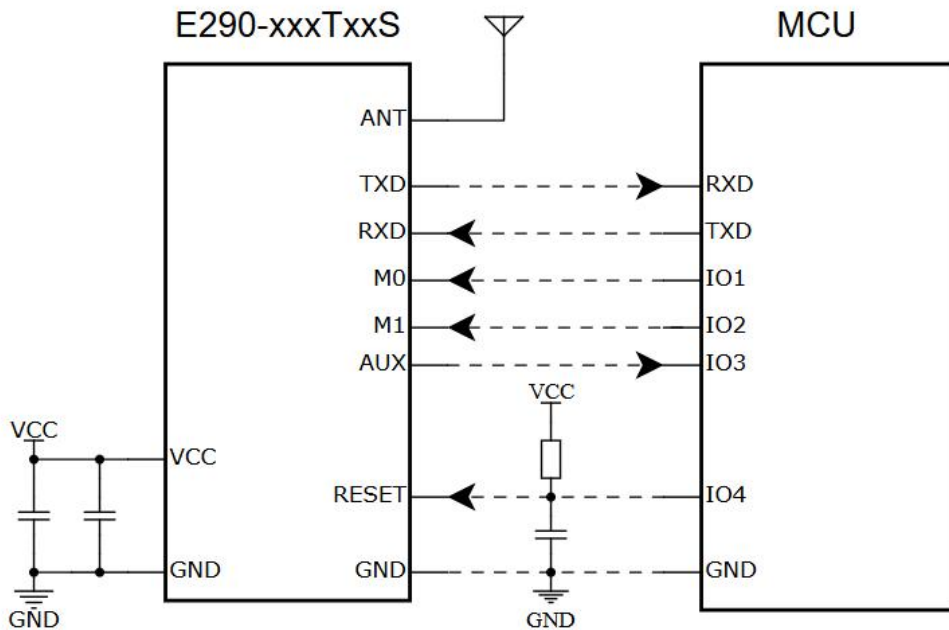 E290-xxxTxxS
MCU
ANT
TXD
RXD
RXD
TXD
M0
IO1
M1
IO2
AUX
IO3
VCC
VCC
VCC
RESET
IO4
GND
GND
GND
GND
GND